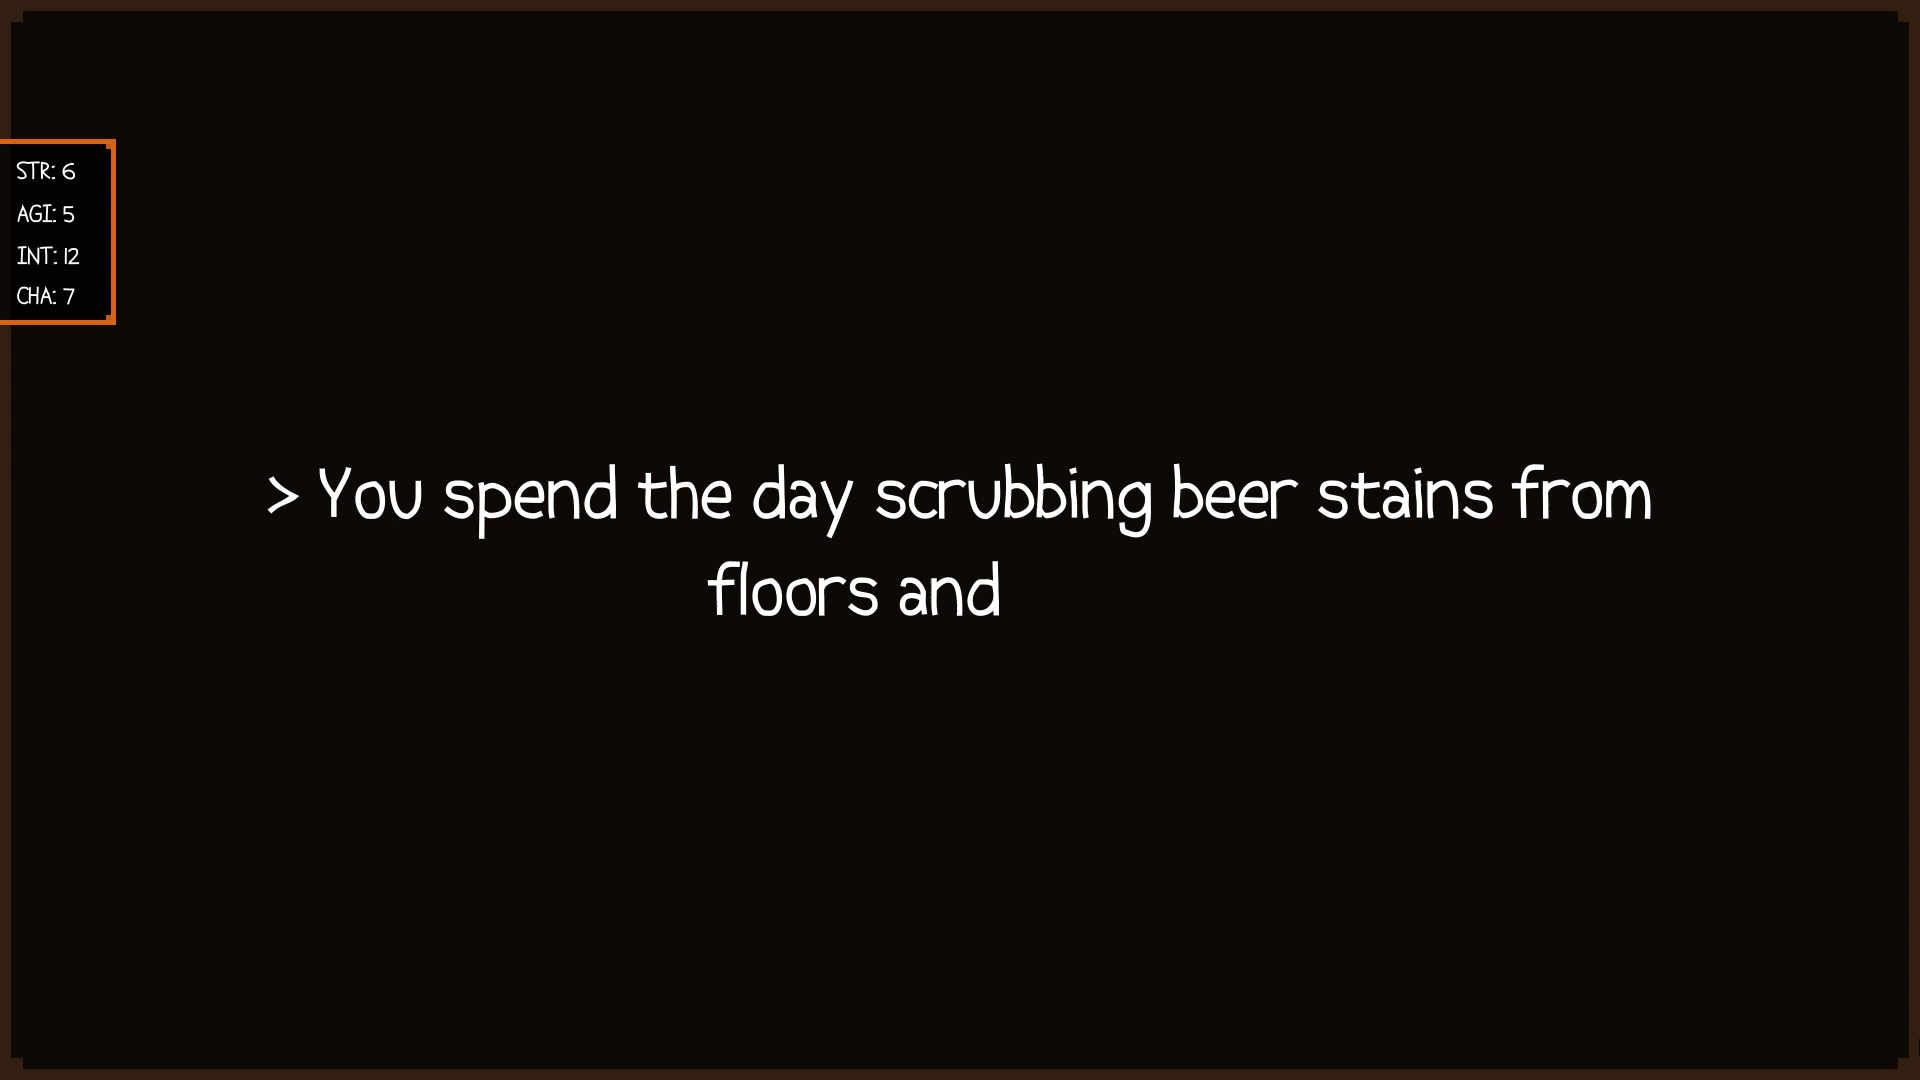 STR: 6
AGI: 5
INT: 12
CHA: 7
> You spend the day scrubbing beer stains from
floors and